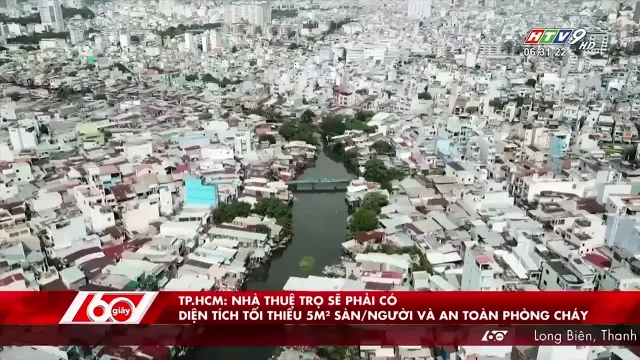 HTV9 HD
06:31:22
TP.HCM: NHÀ THUÊ TRỌ SẼ PHẢI CÓ
60 giây
DIỆN TÍCH TỐI THIỂU 5M² SÀN/NGƯỜI VÀ AN TOÀN PHÒNG CHÁY
60 Long Biên, Thanh